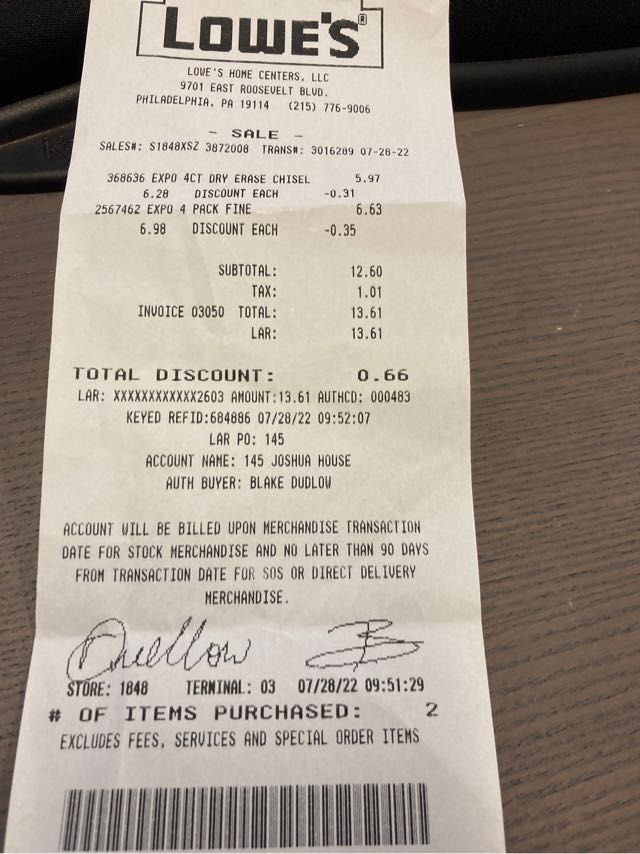 LOWE'S®
LOWE'S HOME CENTERS, LLC
9701 EAST ROOSEVELT BLVD.
PHILADELPHIA, PA 19114 (215) 776-9006
- SALE -
SALES#: S1848XSZ 3872008 TRANS#: 3016289 07-28-22
368636 EXPO 4CT DRY ERASE CHISEL 5.97
6.28 DISCOUNT EACH -0.31
2567462 EXPO 4 PACK FINE 6.63
6.98 DISCOUNT EACH -0.35
SUBTOTAL: 12.60
TAX: 1.01
INVOICE 03050 TOTAL: 13.61
LAR: 13.61
TOTAL DISCOUNT: 0.66
LAR: XXXXXXXXXXXX2603 AMOUNT:13.61 AUTHCD: 000483
KEYED REFID:684886 07/28/22 09:52:07
LAR PO: 145
ACCOUNT NAME: 145 JOSHUA HOUSE
AUTH BUYER: BLAKE DUDLOW
ACCOUNT WILL BE BILLED UPON MERCHANDISE TRANSACTION
DATE FOR STOCK MERCHANDISE AND NO LATER THAN 90 DAYS
FROM TRANSACTION DATE FOR SOS OR DIRECT DELIVERY
MERCHANDISE.
STORE: 1848 TERMINAL: 03 07/28/22 09:51:29
# OF ITEMS PURCHASED: 2
EXCLUDES FEES, SERVICES AND SPECIAL ORDER ITEMS